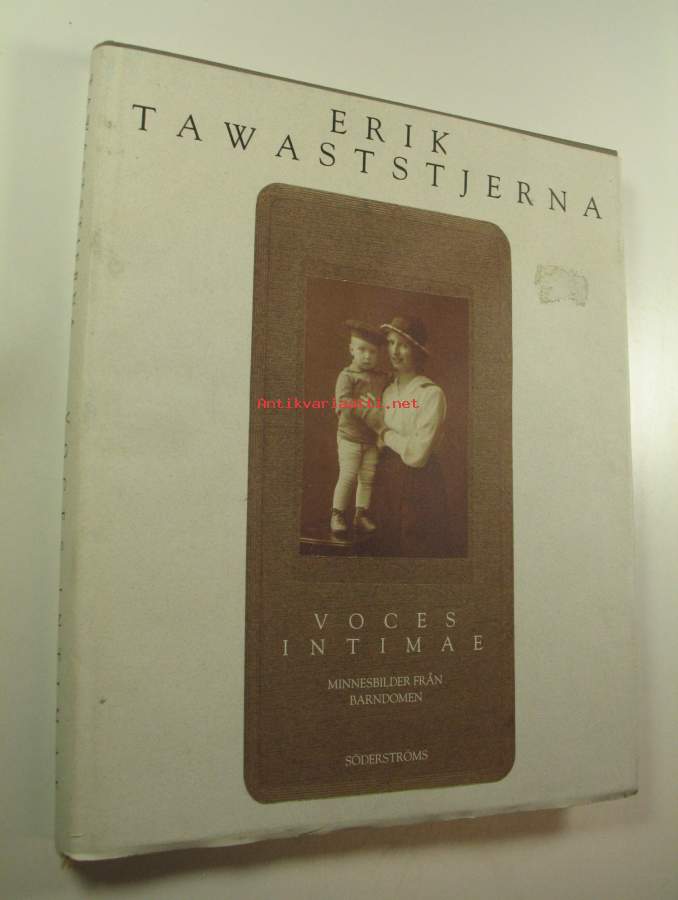 ERIK
TAWASTSTJERNA
Antikvariaatti.net
VOCES
INTIMAE
MINNESBILDER FRÅN
BARNDOMEN
SÖDERSTRÖMS